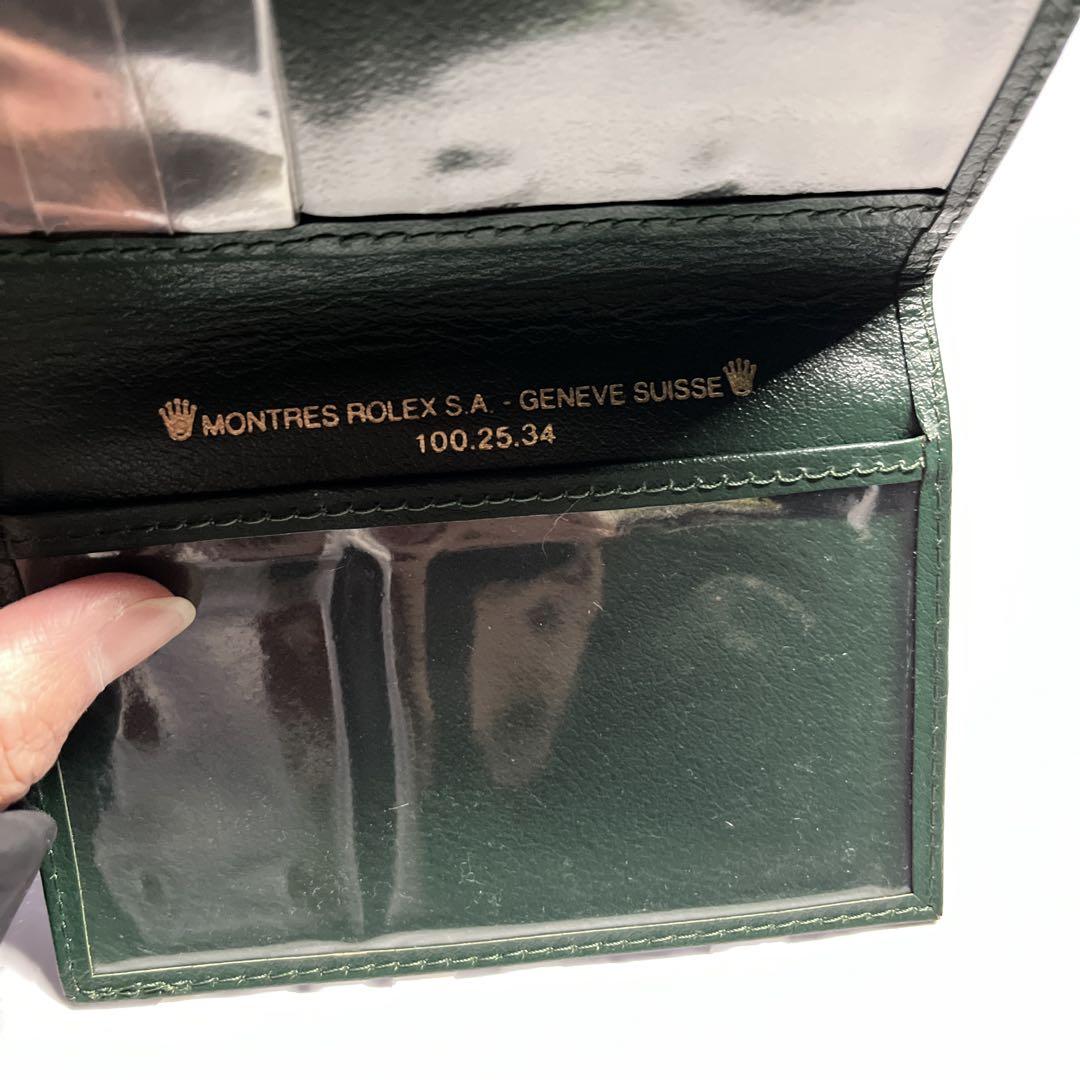 MONTRES ROLEX S.A. - GENEVE SUISSE
100.25.34